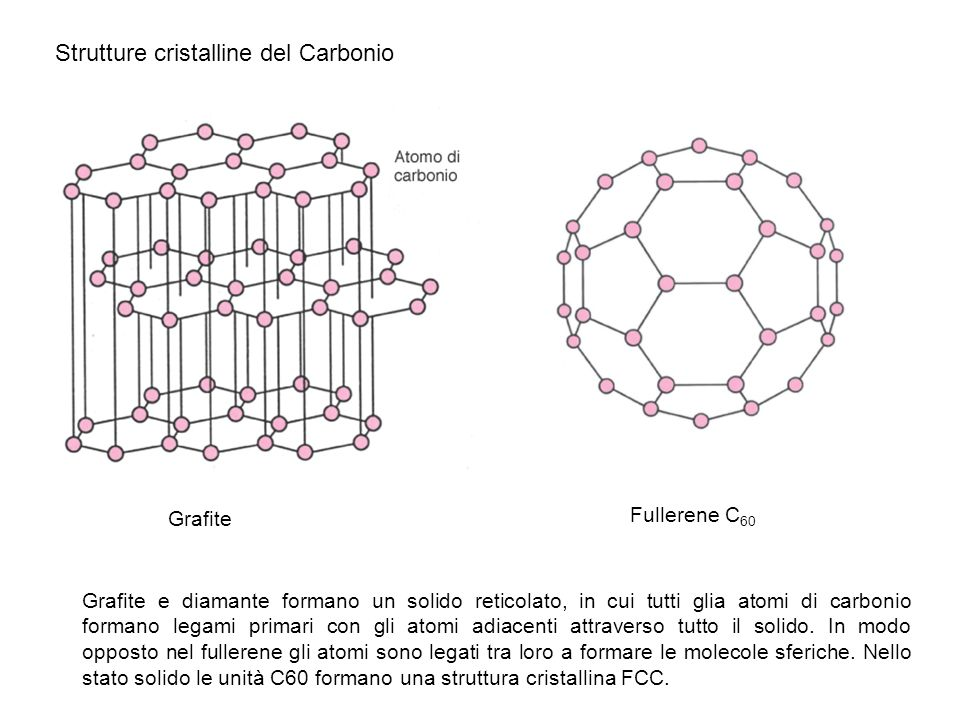 Strutture cristalline del Carbonio
Atomo di
carbonio
Grafite
Fullerene C60
Grafite e diamante formano un solido reticolato, in cui tutti glia atomi di carbonio
formano legami primari con gli atomi adiacenti attraverso tutto il solido. In modo
opposto nel fullerene gli atomi sono legati tra loro a formare le molecole sferiche. Nello
stato solido le unità C60 formano una struttura cristallina FCC.